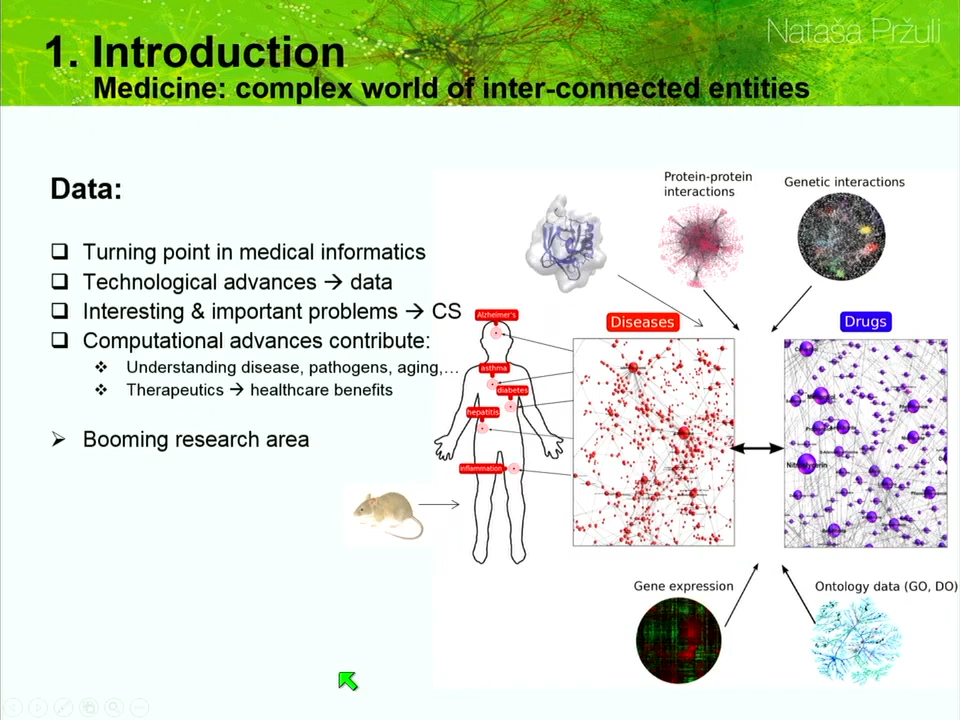 Nataša Pržulj
1. Introduction
Medicine: complex world of inter-connected entities
Data:
Turning point in medical informatics
Technological advances → data
Interesting & important problems → CS
Computational advances contribute:
Understanding disease, pathogens, aging,…
Therapeutics → healthcare benefits
Booming research area
Protein-protein
interactions
Genetic interactions
Diseases
Drugs
Alzheimer's
asthma
diabetes
hepatitis
inflammation
Nitroglycerin
Gene expression
Ontology data (GO, DO)